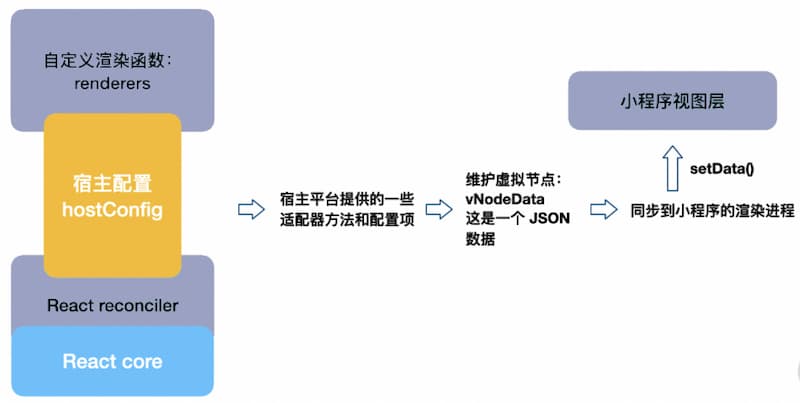 自定义渲染函数：
renderers
宿主配置
hostConfig
React reconciler
React core
宿主平台提供的一些
适配器方法和配置项
维护虚拟节点：
vNodeData
这是一个 JSON
数据
同步到小程序的渲染进程
setData()
小程序视图层